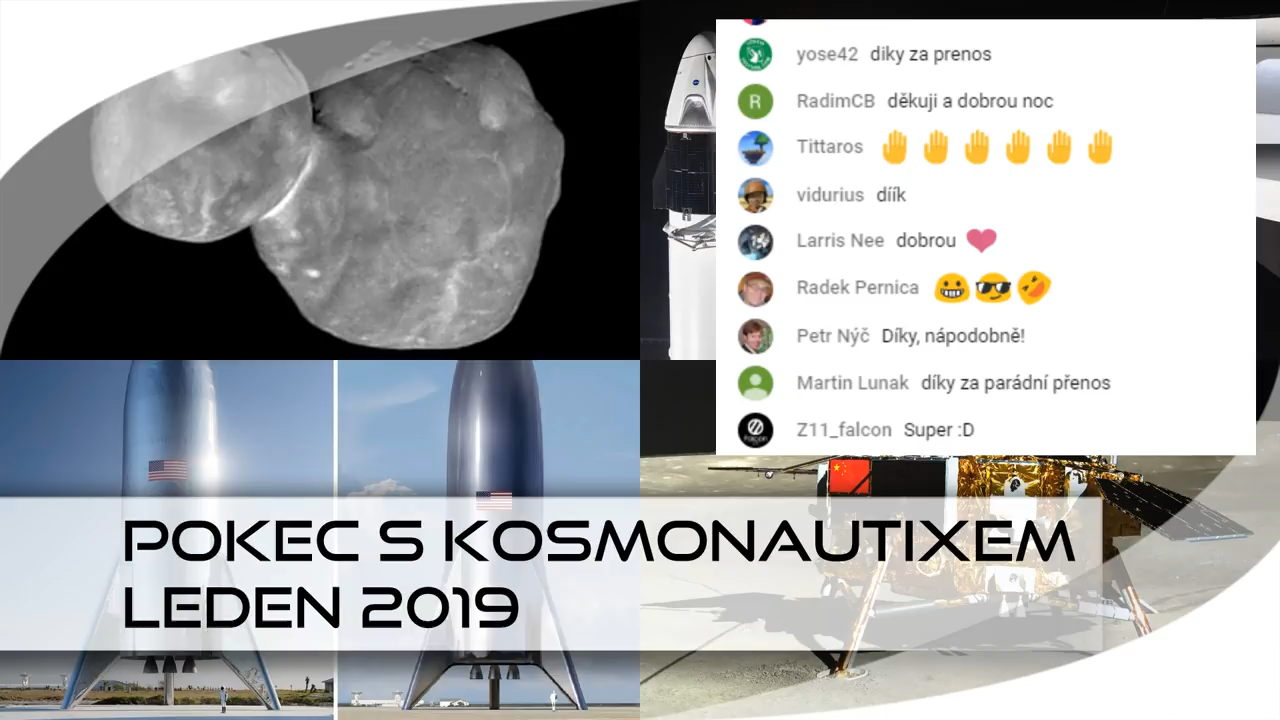 yose42 diky za prenos
R RadimCB děkuji a dobrou noc
Tittaros
vidurius díík
Larris Nee dobrou
Radek Pernica
Petr Nýč Díky, nápodobně!
Martin Lunak díky za parádní přenos
Z11_falcon Super :D
POKEC S KOSMONAUTIXEM
LEDEN 2019